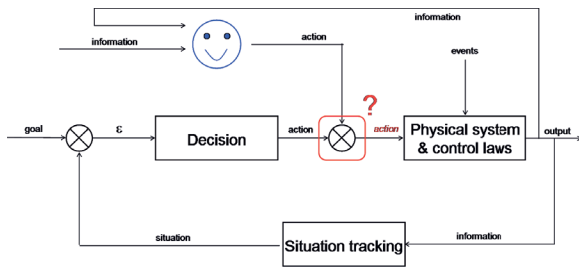 information
information
action
events
?
goal
ε
Decision
action
action
Physical system
& control laws
output
situation
Situation tracking
information